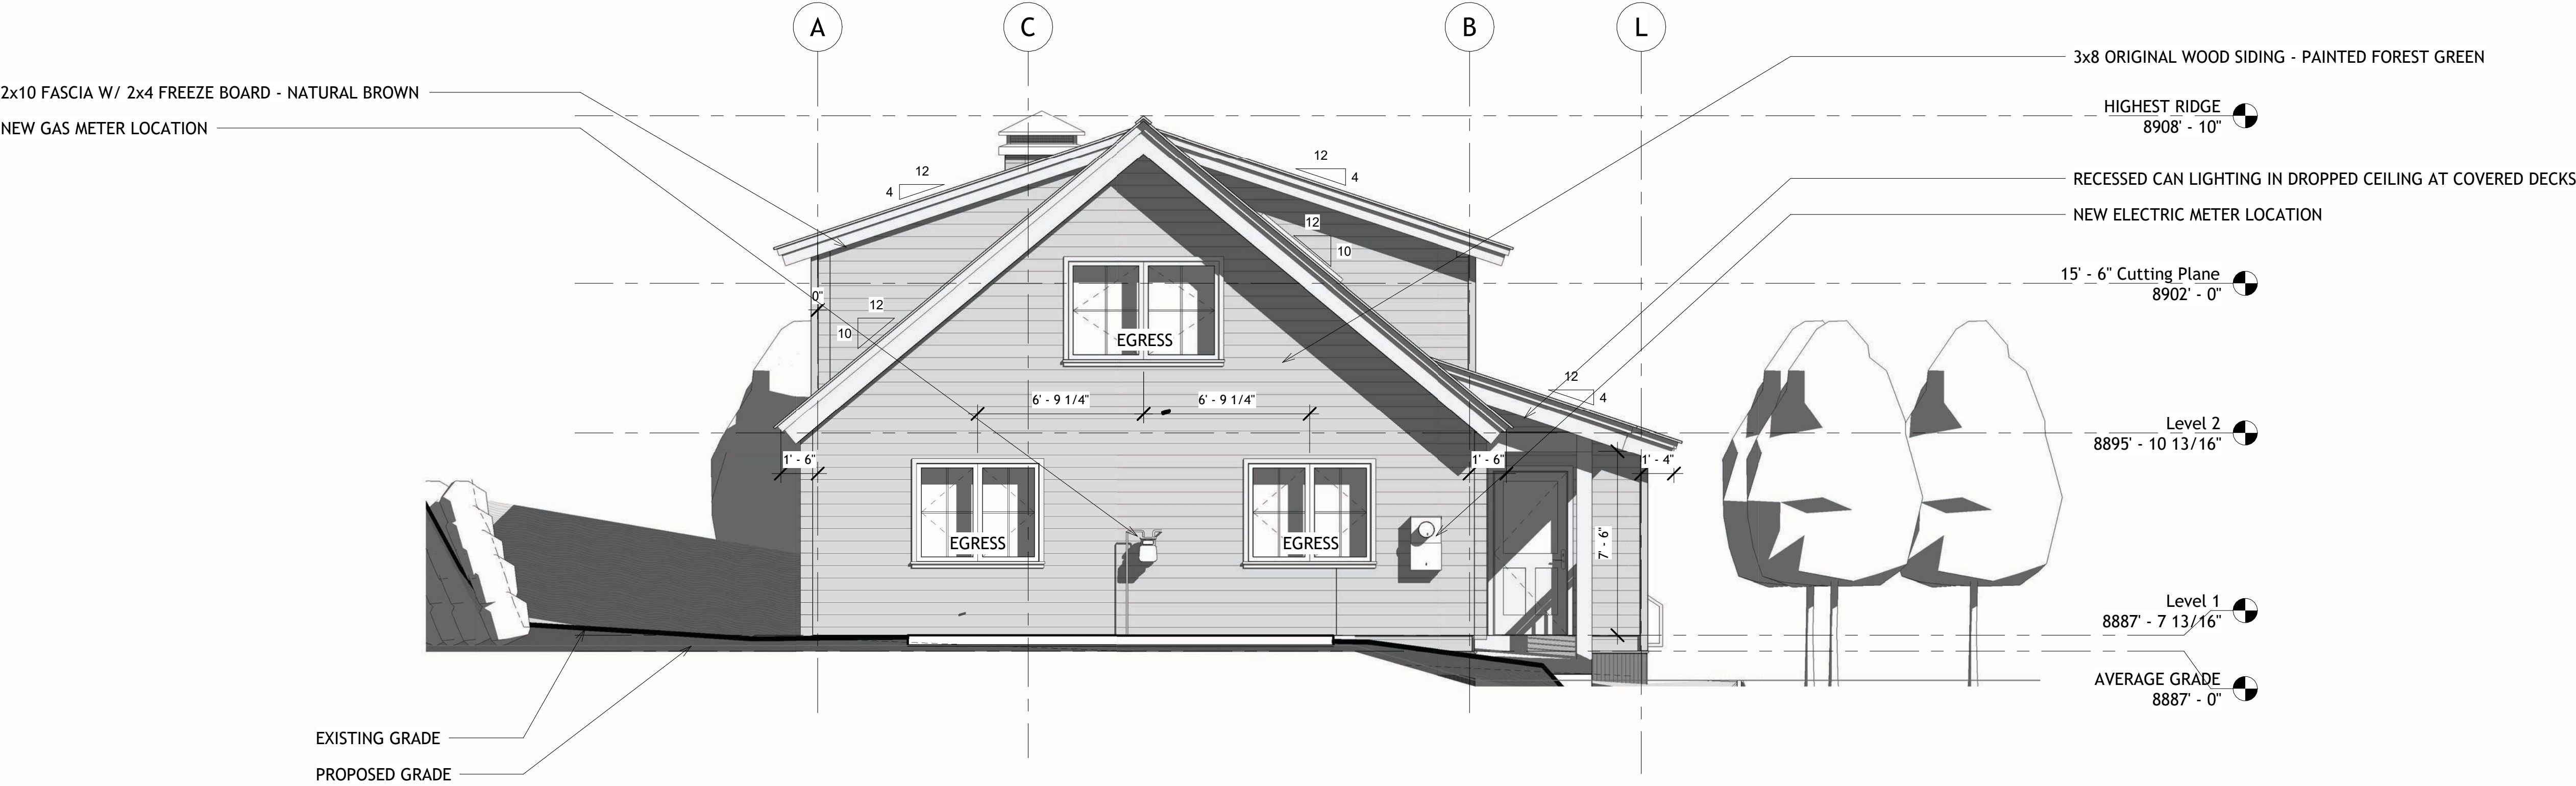 A
C
B
L
3x8 ORIGINAL WOOD SIDING - PAINTED FOREST GREEN
2x10 FASCIA W/ 2x4 FREEZE BOARD - NATURAL BROWN
HIGHEST RIDGE
8908' - 10"
NEW GAS METER LOCATION
12
4
12
4
RECESSED CAN LIGHTING IN DROPPED CEILING AT COVERED DECKS
NEW ELECTRIC METER LOCATION
12
10
15' - 6" Cutting Plane
8902' - 0"
0"
12
10
EGRESS
12
4
6' - 9 1/4"
6' - 9 1/4"
Level 2
8895' - 10 13/16"
1' - 6"
1' - 6"
1' - 4"
EGRESS
EGRESS
7' - 6"
Level 1
8887' - 7 13/16"
AVERAGE GRADE
8887' - 0"
EXISTING GRADE
PROPOSED GRADE